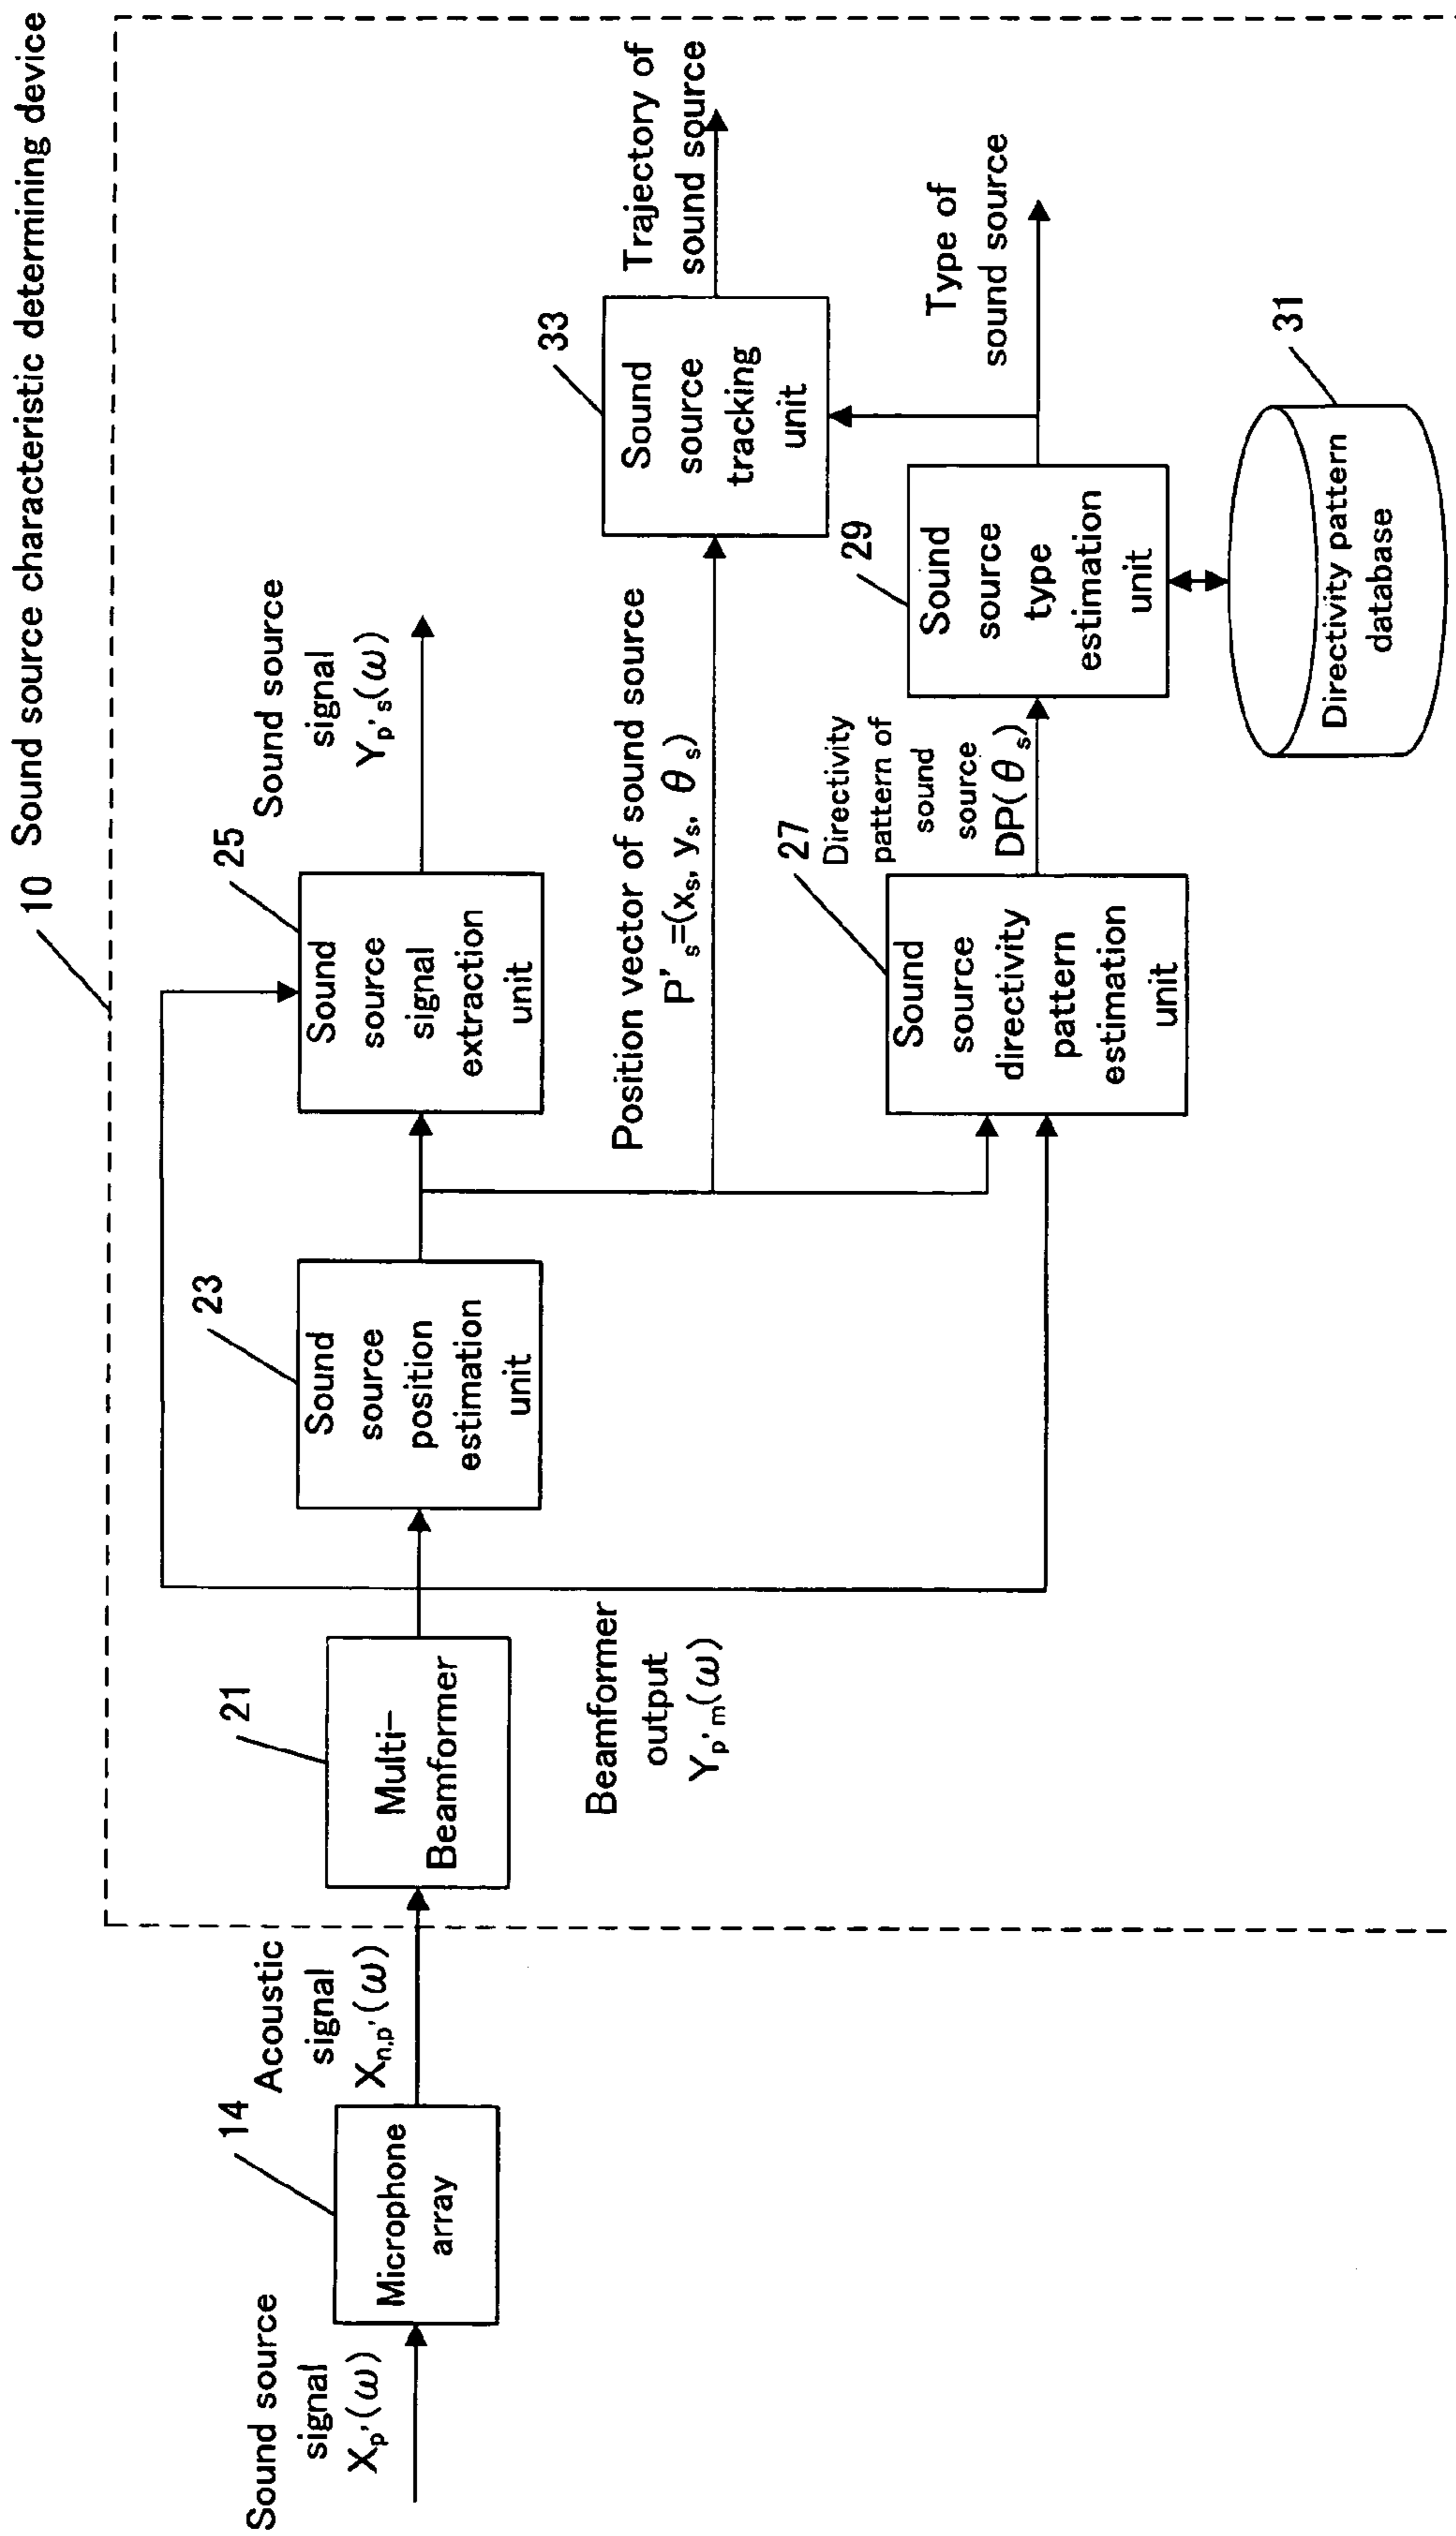 10 Sound source characteristic determining device
Sound source
signal
Xp'(ω)
14
Microphone
array
Acoustic
signal
Xn,p'(ω)
21
Multi-
Beamformer
Beamformer
output
Yp'm(ω)
23
Sound
source
position
estimation
unit
25
Sound
source
signal
extraction
unit
Sound source
signal
Yp's(ω)
Position vector of sound source
P's=(xs, ys, θs)
27
Sound
source
directivity
pattern
estimation
unit
Directivity
pattern of
sound
source
DP(θs)
29
Sound
source
type
estimation
unit
31
Directivity pattern
database
33
Sound
source
tracking
unit
Trajectory of
sound source
Type of
sound source